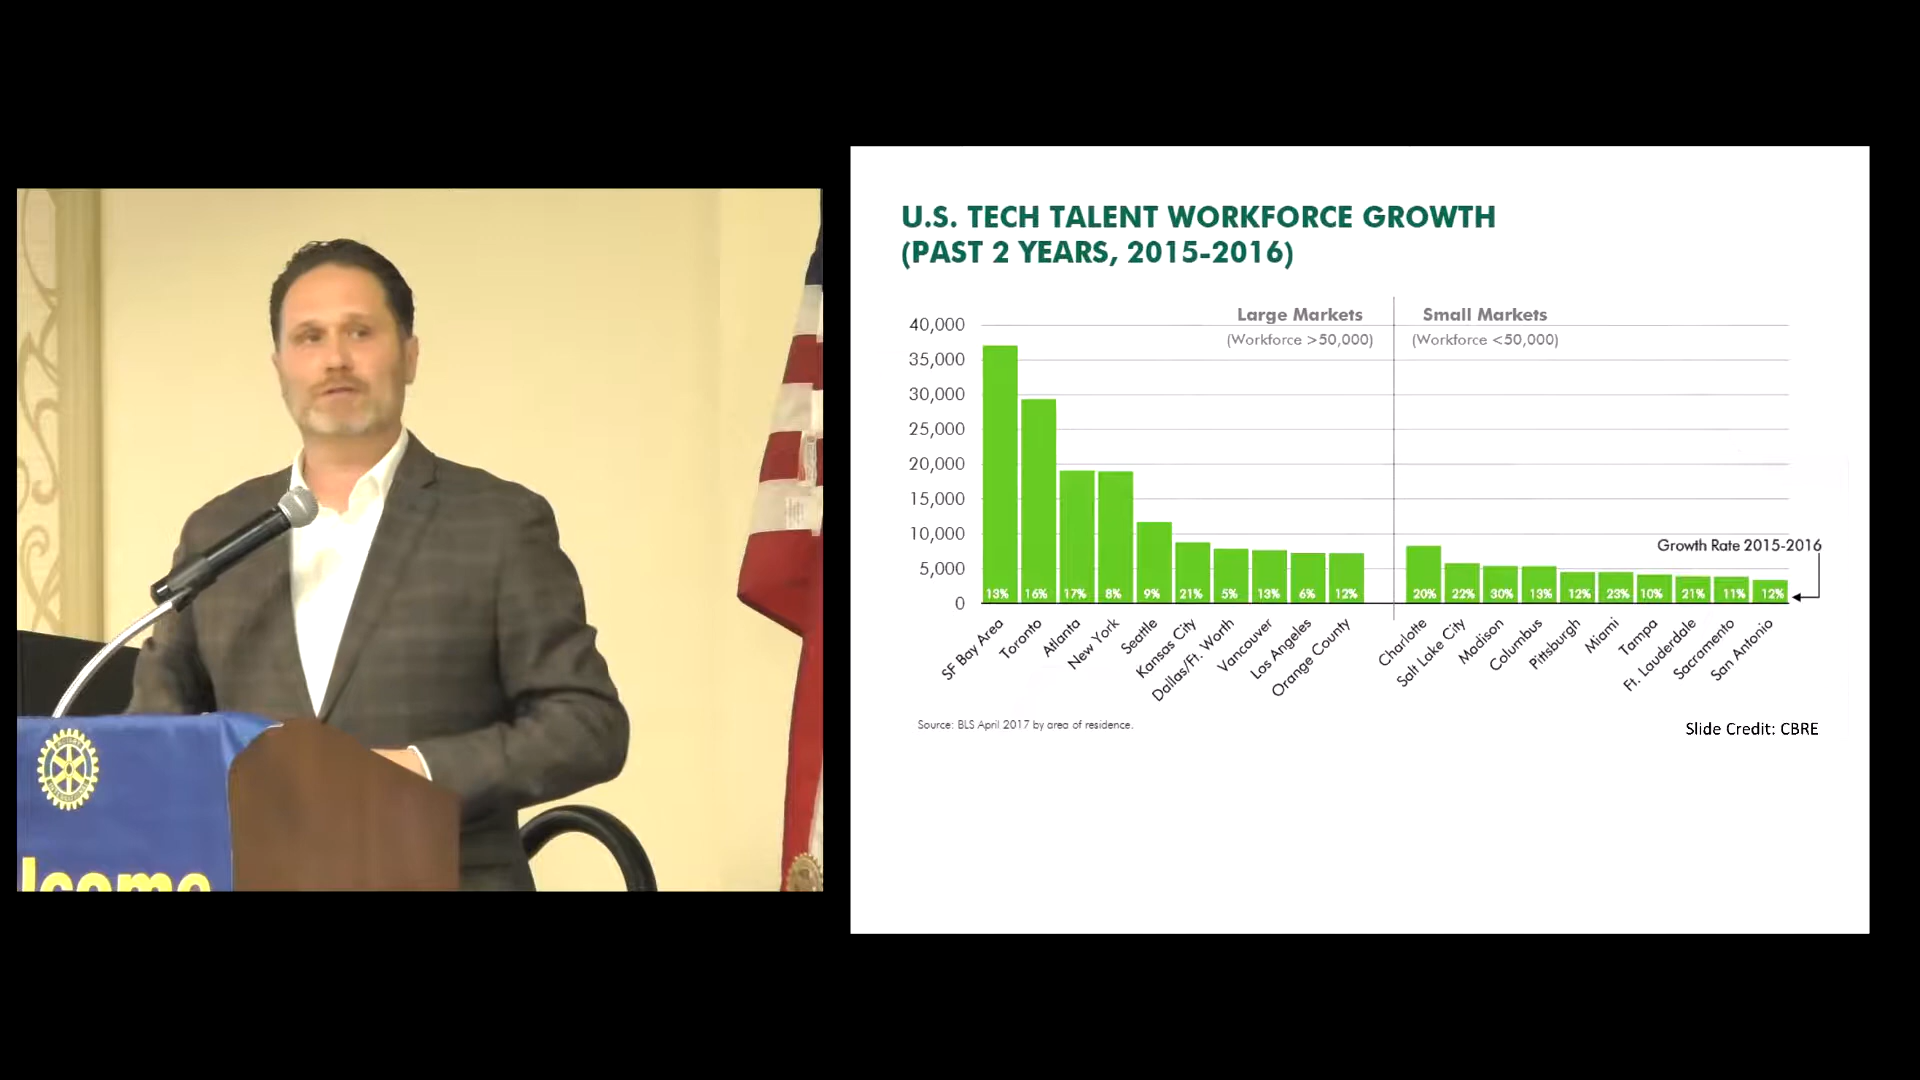 lcome
U.S. TECH TALENT WORKFORCE GROWTH
(PAST 2 YEARS, 2015-2016)
Large Markets
(Workforce >50,000)
Small Markets
(Workforce <50,000)
40,000
35,000
30,000
25,000
20,000
15,000
10,000
5,000
0
Growth Rate 2015-2016
13% 16% 17% 8% 9% 21% 5% 13% 6% 12% 20% 22% 30% 13% 12% 23% 10% 21% 11% 12%
SF Bay Area
Toronto
Atlanta
New York
Seattle
Kansas City
Dallas/Ft. Worth
Vancouver
Los Angeles
Orange County
Charlotte
Salt Lake City
Madison
Columbus
Pittsburgh
Miami
Tampa
Ft. Lauderdale
Sacramento
San Antonio
Source: BLS April 2017 by area of residence.
Slide Credit: CBRE